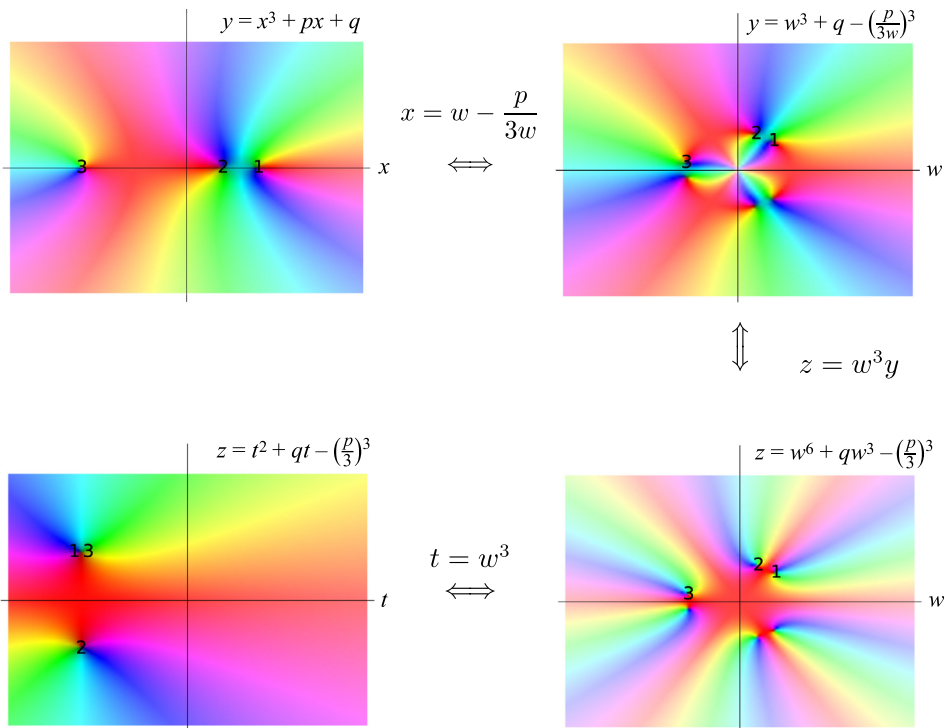 y = x³ + px + q
3
2
1
x
x = w − p/3w
⟺
y = w³ + q − (p/3w)³
2
1
3
w
⇕
z = w³y
z = t² + qt − (p/3)³
1 3
2
t
t = w³
⟺
z = w⁶ + qw³ − (p/3)³
2
1
3
w